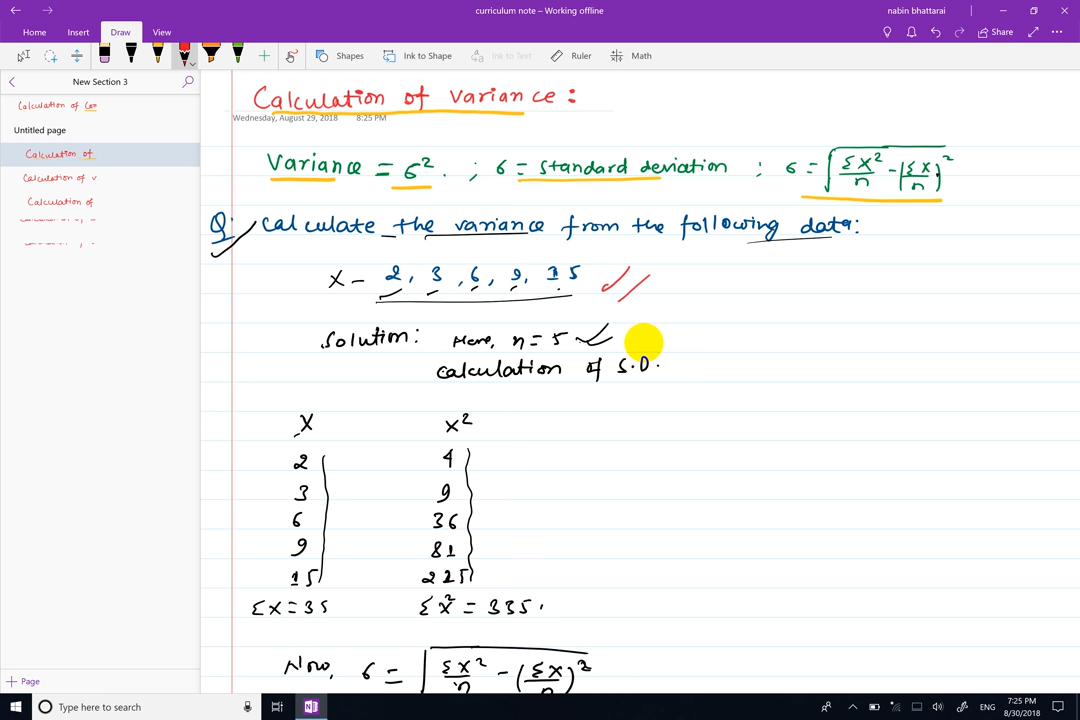 curriculum note – Working offline
nabin bhattarai
Home Insert Draw View
Share
Shapes Ink to Shape Ink to Text Ruler Math
New Section 3
Calculation of
Untitled page
Calculation of
Calculation of v
Calculation of
Page
Calculation of variance:
Wednesday, August 29, 2018 8:25 PM
Variance = 6². ; 6 = standard deviation ; 6 = √(ΣX²/n - (ΣX/n)²)
Q: Calculate the variance from the following data:
X - 2, 3, 6, 9, 15
Solution: Here, n = 5
calculation of S.D.
X X²
2 4
3 9
6 36
9 81
15 225
ΣX = 35 ΣX² = 335.
Now, 6 = √(ΣX²/n - (ΣX/n)²)
Type here to search
ENG
7:25 PM
8/30/2018